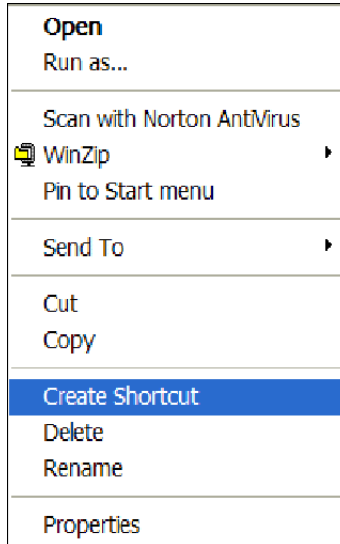 Open
Run as...
Scan with Norton AntiVirus
WinZip
Pin to Start menu
Send To
Cut
Copy
Create Shortcut
Delete
Rename
Properties